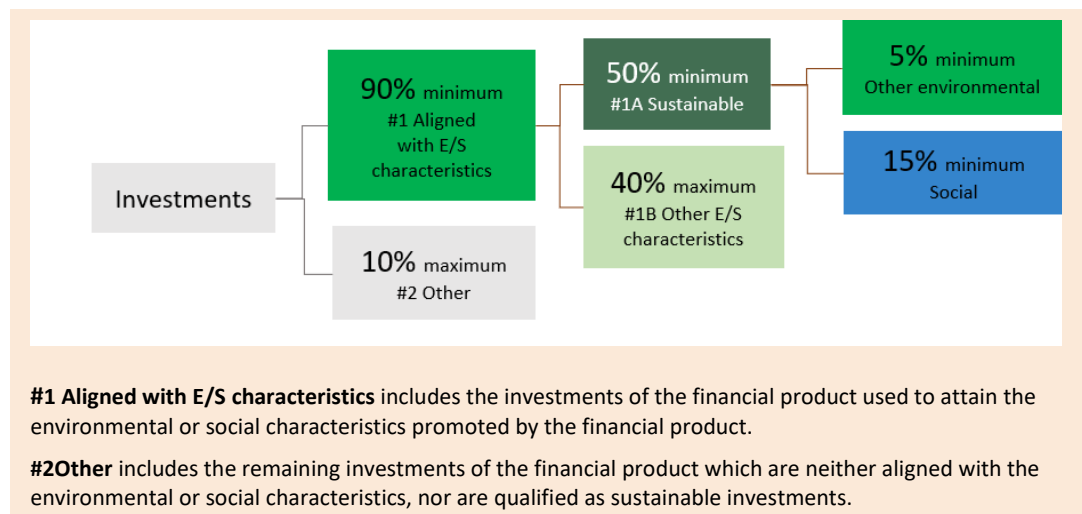 Investments
90% minimum
#1 Aligned
with E/S
characteristics
10% maximum
#2 Other
50% minimum
#1A Sustainable
40% maximum
#1B Other E/S
characteristics
5% minimum
Other environmental
15% minimum
Social
#1 Aligned with E/S characteristics includes the investments of the financial product used to attain the
environmental or social characteristics promoted by the financial product.
#2Other includes the remaining investments of the financial product which are neither aligned with the
environmental or social characteristics, nor are qualified as sustainable investments.